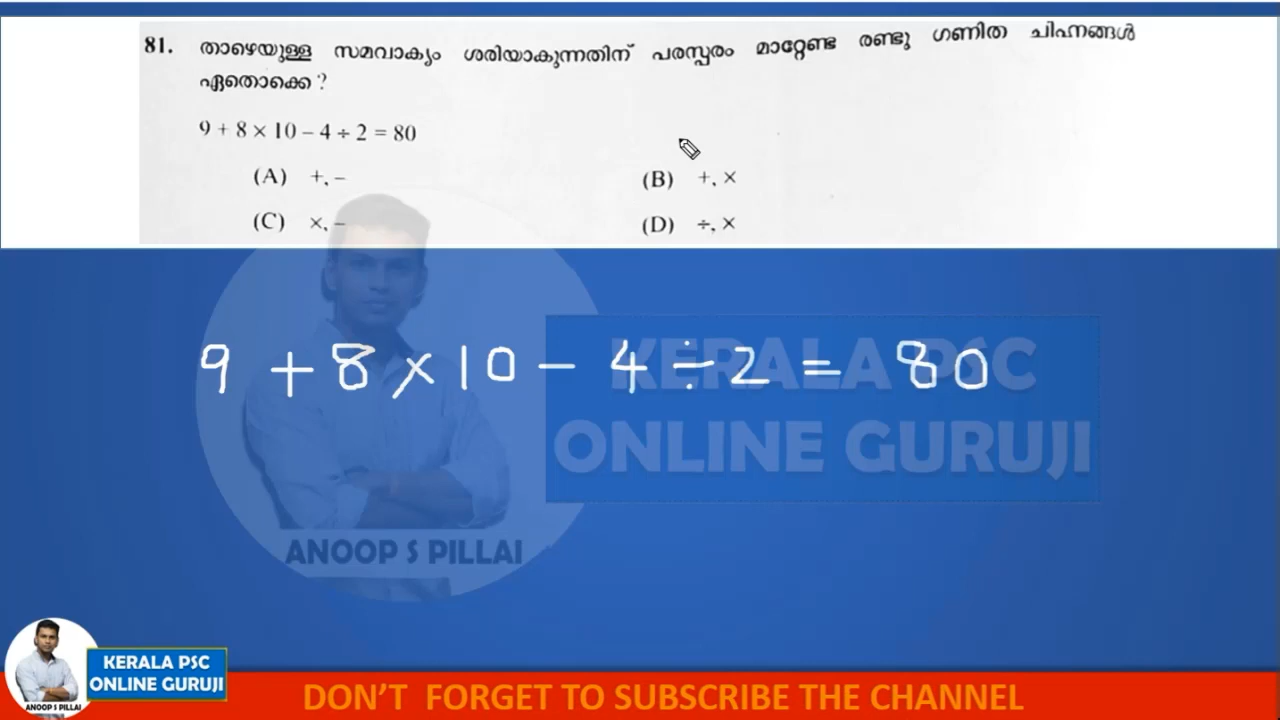 81. താഴെയുള്ള സമവാക്യം ശരിയാകുന്നതിന് പരസ്പരം മാറ്റേണ്ട രണ്ടു ഗണിത ചിഹ്നങ്ങൾ
ഏതൊക്കെ ?
9 + 8 × 10 – 4 ÷ 2 = 80
(A) +, – (B) +, ×
(C) ×, – (D) ÷, ×
9 + 8 × 10 – 4 ÷ 2 = 80
KERALA PSC
ONLINE GURUJI
ANOOP S PILLAI
KERALA PSC
ONLINE GURUJI
ANOOP S PILLAI
DON'T FORGET TO SUBSCRIBE THE CHANNEL